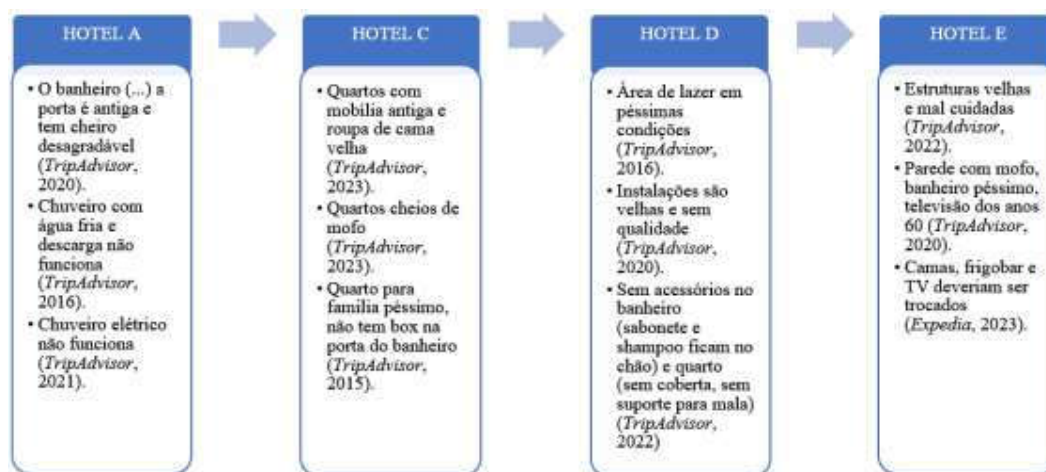 HOTEL A
• O banheiro (...) a
porta é antiga e
tem cheiro
desagradável
(TripAdvisor,
2020).
• Chuveiro com
água fria e
descarga não
funciona
(TripAdvisor,
2016).
• Chuveiro elétrico
não funciona
(TripAdvisor,
2021).
HOTEL C
• Quartos com
mobilia antiga e
roupa de cama
velha
(TripAdvisor,
2023).
• Quartos cheios de
mofo
(TripAdvisor,
2023).
• Quarto para
família péssimo,
não tem box na
porta do banheiro
(TripAdvisor,
2015).
HOTEL D
• Área de lazer em
péssimas
condições
(TripAdvisor,
2016).
• Instalações são
velhas e sem
qualidade
(TripAdvisor,
2020).
• Sem acessórios no
banheiro
(sabonete e
shampoo ficam no
chão) e quarto
(sem coberta, sem
suporte para mala)
(TripAdvisor,
2022)
HOTEL E
• Estruturas velhas
e mal cuidadas
(TripAdvisor,
2022).
• Parede com mofo,
banheiro péssimo,
televisão dos anos
60 (TripAdvisor,
2020).
• Camas, frigobar e
TV deveriam ser
trocados
(Expedia, 2023).